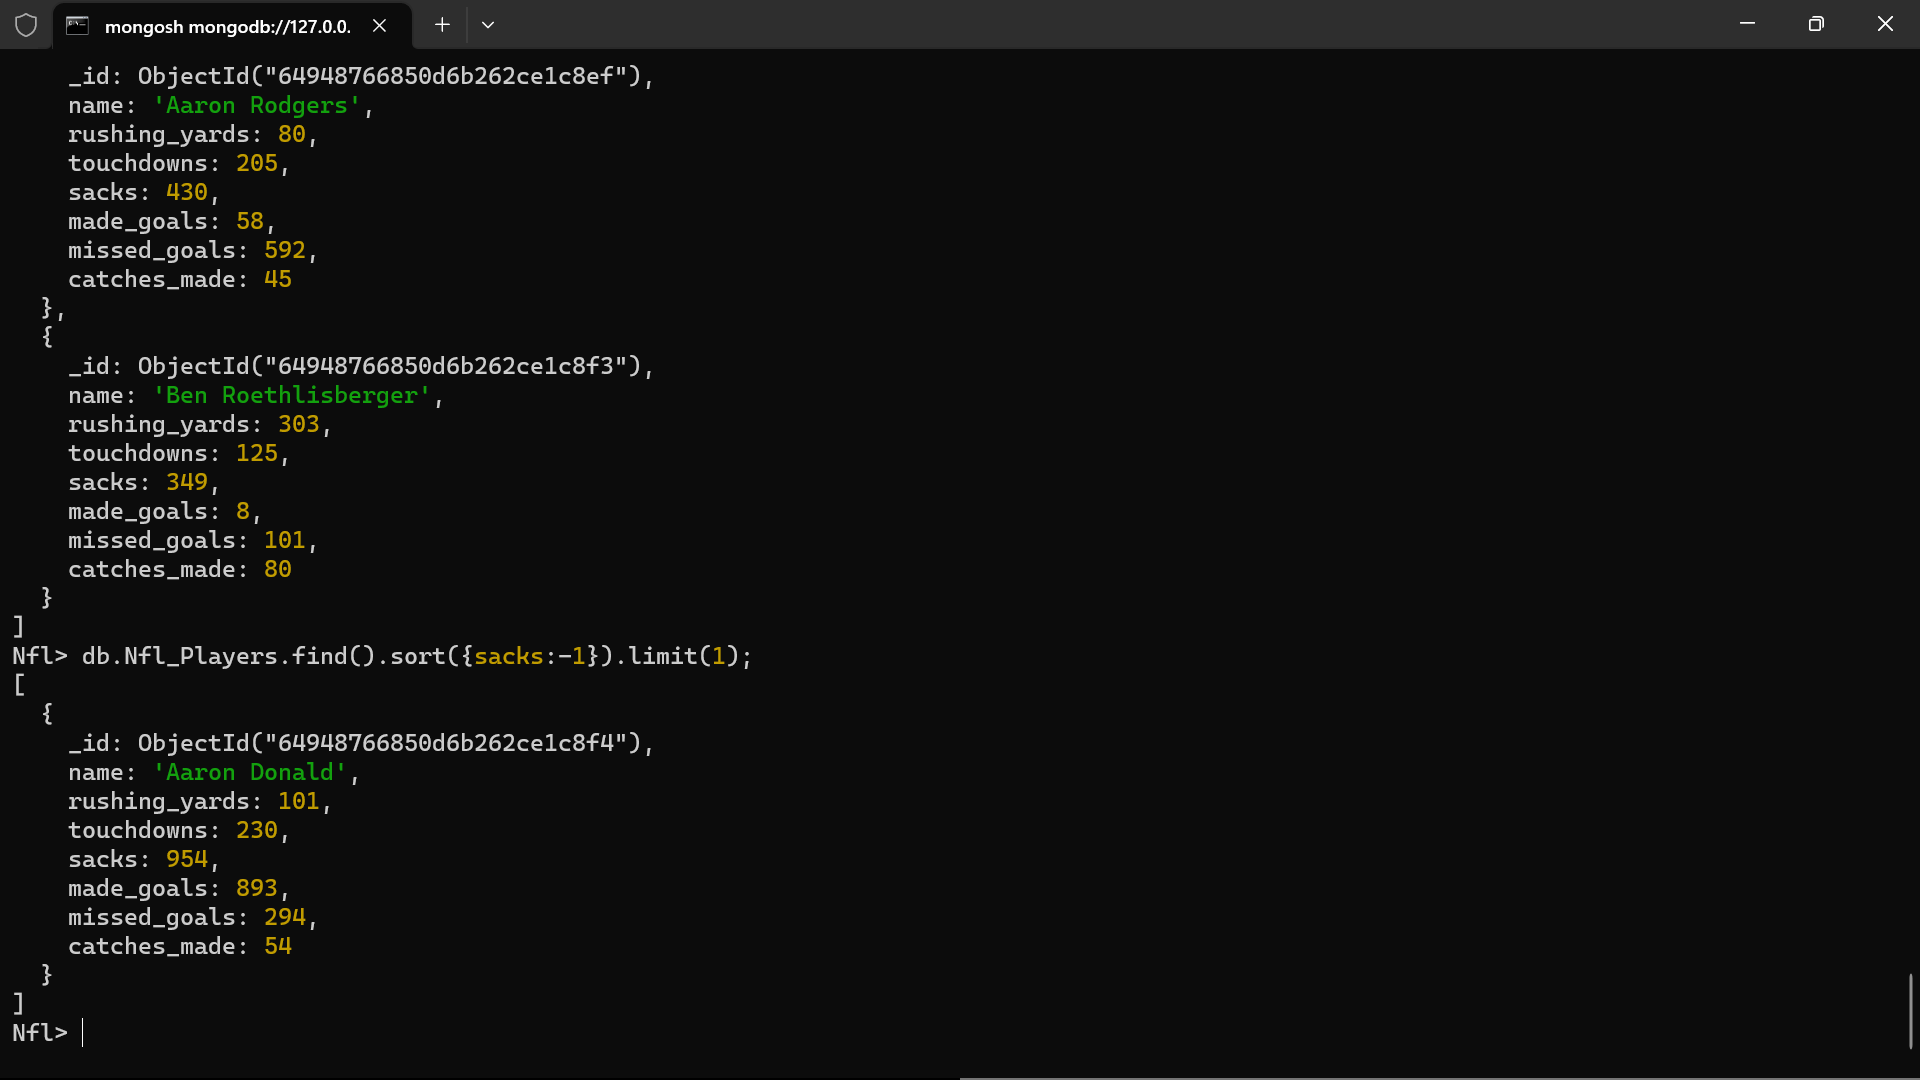 mongosh mongodb://127.0.0.
_id: ObjectId("64948766850d6b262ce1c8ef"),
name: 'Aaron Rodgers',
rushing_yards: 80,
touchdowns: 205,
sacks: 430,
made_goals: 58,
missed_goals: 592,
catches_made: 45
},
{
_id: ObjectId("64948766850d6b262ce1c8f3"),
name: 'Ben Roethlisberger',
rushing_yards: 303,
touchdowns: 125,
sacks: 349,
made_goals: 8,
missed_goals: 101,
catches_made: 80
}
]
Nfl> db.Nfl_Players.find().sort({sacks:-1}).limit(1);
[
{
_id: ObjectId("64948766850d6b262ce1c8f4"),
name: 'Aaron Donald',
rushing_yards: 101,
touchdowns: 230,
sacks: 954,
made_goals: 893,
missed_goals: 294,
catches_made: 54
}
]
Nfl>